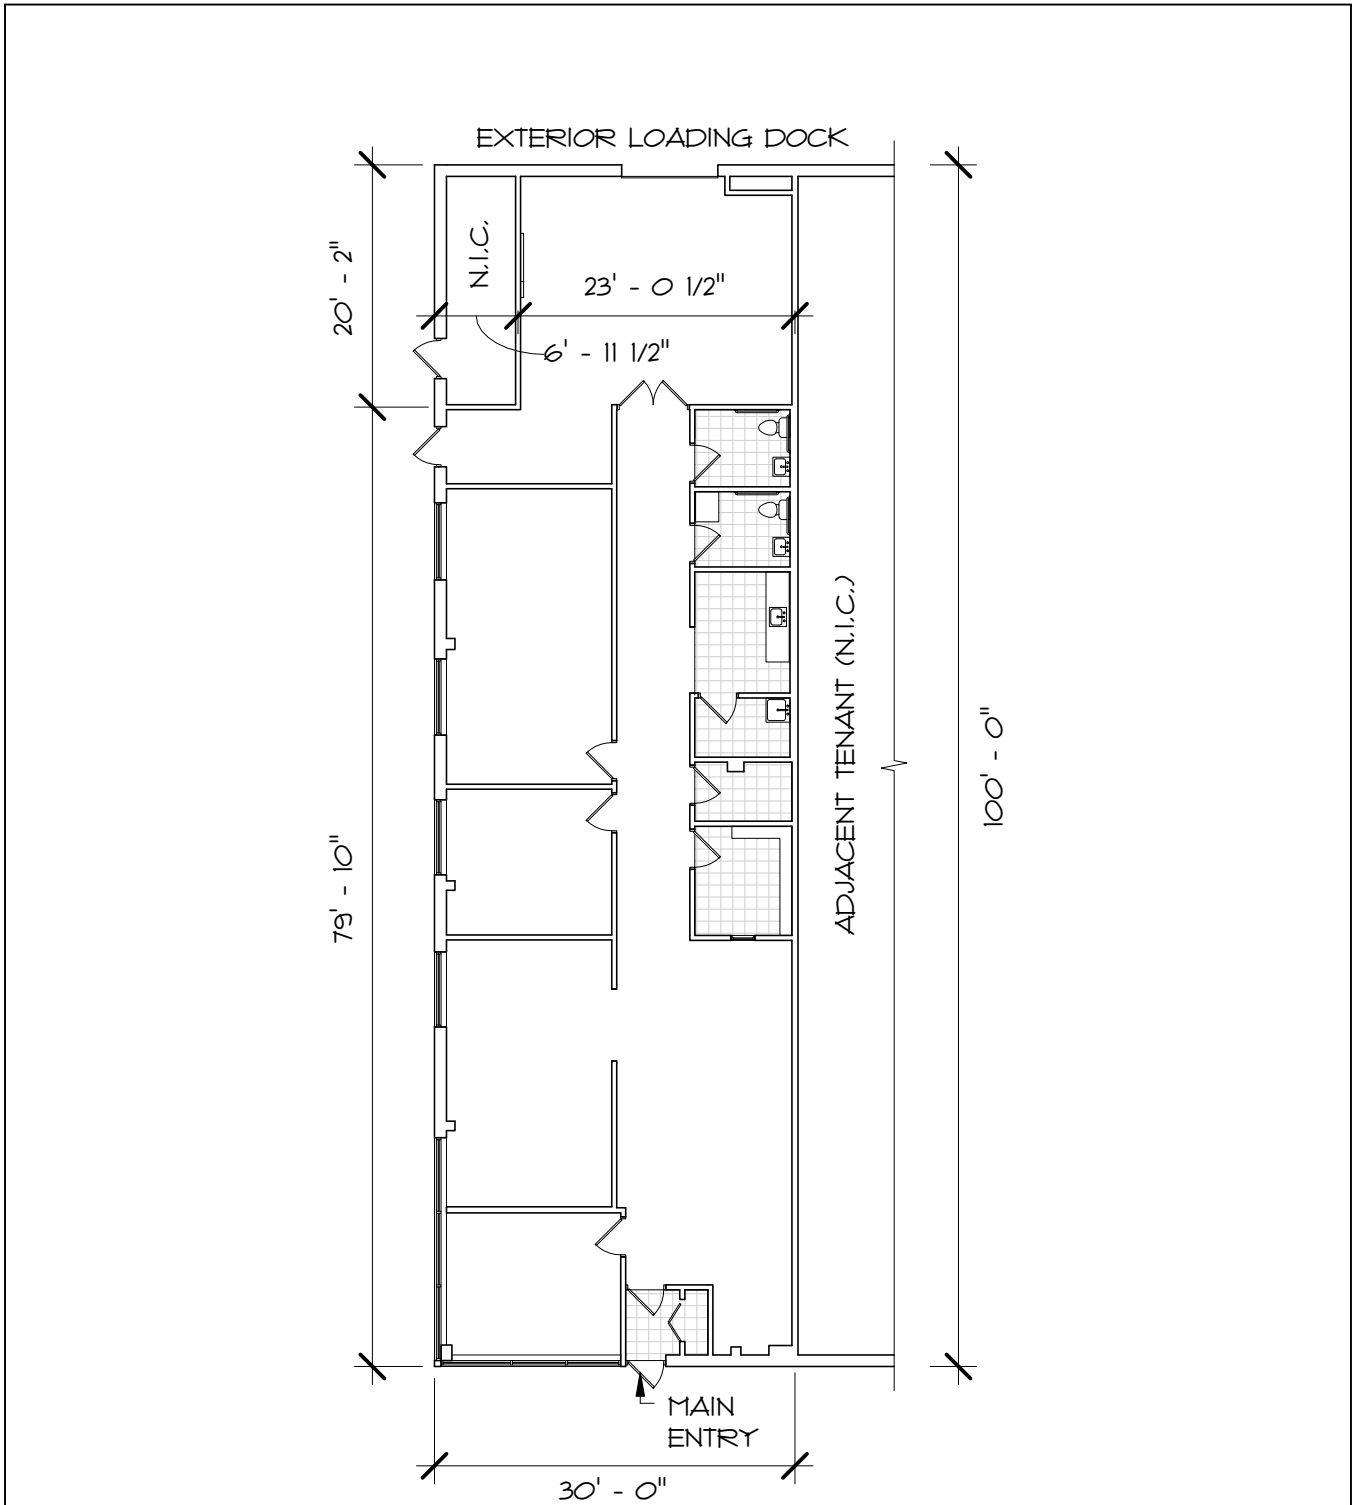 EXTERIOR LOADING DOCK
N.I.C.
20' - 2"
23' - 0 1/2"
6' - 11 1/2"
ADJACENT TENANT (N.I.C.)
100' - 0"
79' - 10"
MAIN
ENTRY
30' - 0"